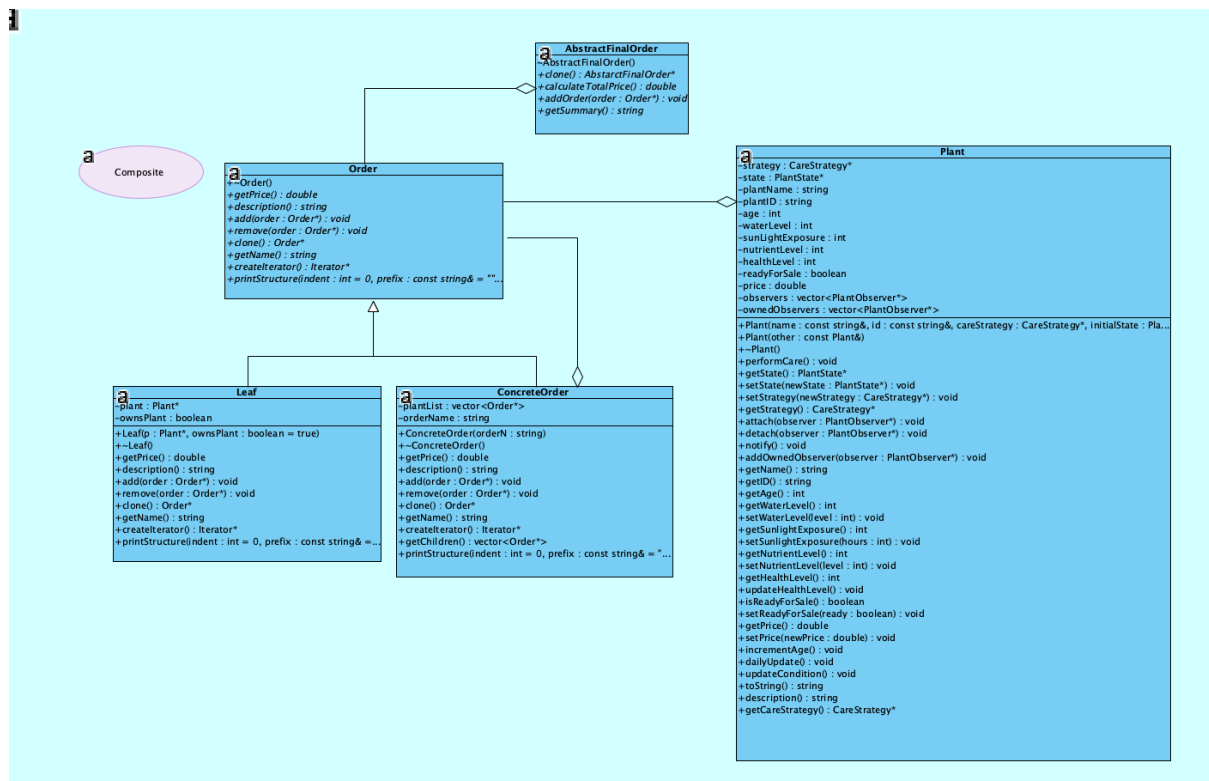 a
AbstractFinalOrder
~AbstractFinalOrder()
+clone() : AbstarctFinalOrder*
+calculateTotalPrice() : double
+addOrder(order : Order*) : void
+getSummary() : string
a
Composite
a
Order
+~Order()
+getPrice() : double
+description() : string
+add(order : Order*) : void
+remove(order : Order*) : void
+clone() : Order*
+getName() : string
+createIterator() : Iterator*
+printStructure(indent : int = 0, prefix : const string& = ""...
a
Leaf
-plant : Plant*
-ownsPlant : boolean
+Leaf(p : Plant*, ownsPlant : boolean = true)
+~Leaf()
+getPrice() : double
+description() : string
+add(order : Order*) : void
+remove(order : Order*) : void
+clone() : Order*
+getName() : string
+createIterator() : Iterator*
+printStructure(indent : int = 0, prefix : const string& =...
a
ConcreteOrder
-plantList : vector<Order*>
-orderName : string
+ConcreteOrder(orderN : string)
+~ConcreteOrder()
+getPrice() : double
+description() : string
+add(order : Order*) : void
+remove(order : Order*) : void
+clone() : Order*
+getName() : string
+createIterator() : Iterator*
+getChildren() : vector<Order*>
+printStructure(indent : int = 0, prefix : const string& = "...
a
Plant
-strategy : CareStrategy*
-state : PlantState*
-plantName : string
-plantID : string
-age : int
-waterLevel : int
-sunLightExposure : int
-nutrientLevel : int
-healthLevel : int
-readyForSale : boolean
-price : double
-observers : vector<PlantObserver*>
-ownedObservers : vector<PlantObserver*>
+Plant(name : const string&, id : const string&, careStrategy : CareStrategy*, initialState : Pla...
+Plant(other : const Plant&)
+~Plant()
+performCare() : void
+getState() : PlantState*
+setState(newState : PlantState*) : void
+setStrategy(newStrategy : CareStrategy*) : void
+getStrategy() : CareStrategy*
+attach(observer : PlantObserver*) : void
+detach(observer : PlantObserver*) : void
+notify() : void
+addOwnedObserver(observer : PlantObserver*) : void
+getName() : string
+getID() : string
+getAge() : int
+getWaterLevel() : int
+setWaterLevel(level : int) : void
+getSunlightExposure() : int
+setSunlightExposure(hours : int) : void
+getNutrientLevel() : int
+setNutrientLevel(level : int) : void
+getHealthLevel() : int
+updateHealthLevel() : void
+isReadyForSale() : boolean
+setReadyForSale(ready : boolean) : void
+getPrice() : double
+setPrice(newPrice : double) : void
+incrementAge() : void
+dailyUpdate() : void
+updateCondition() : void
+toString() : string
+description() : string
+getCareStrategy() : CareStrategy*